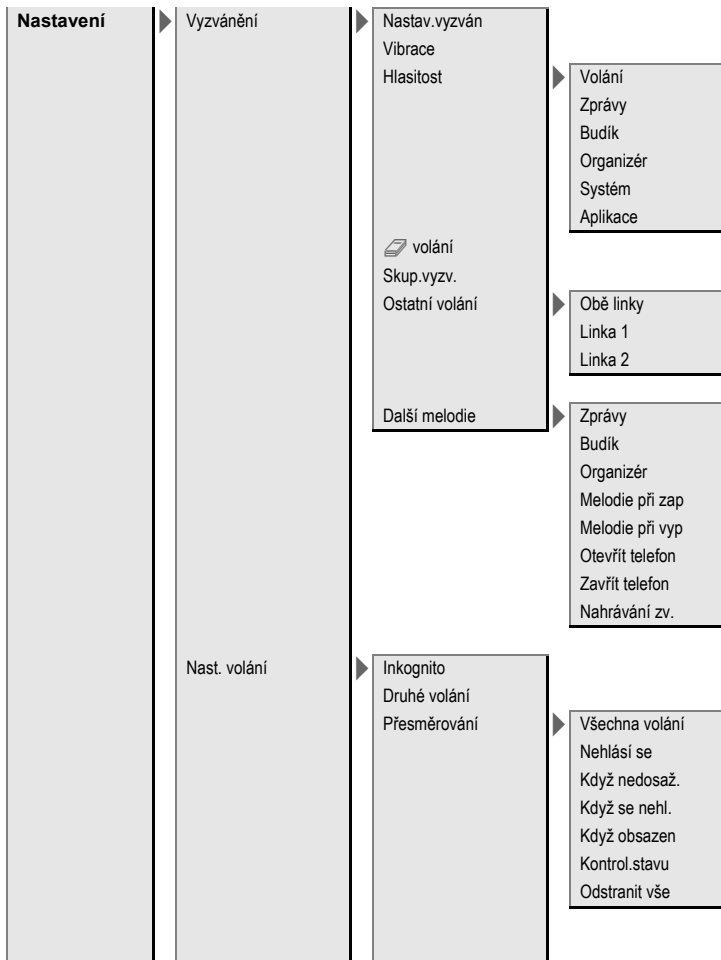 Nastavení
Vyzvánění
Nastav.vyzván
Vibrace
Hlasitost
Volání
Zprávy
Budík
Organizér
Systém
Aplikace
volání
Skup.vyzv.
Ostatní volání
Obě linky
Linka 1
Linka 2
Další melodie
Zprávy
Budík
Organizér
Melodie při zap
Melodie při vyp
Otevřít telefon
Zavřít telefon
Nahrávání zv.
Nast. volání
Inkognito
Druhé volání
Přesměrování
Všechna volání
Nehlásí se
Když nedosaž.
Když se nehl.
Když obsazen
Kontrol.stavu
Odstranit vše